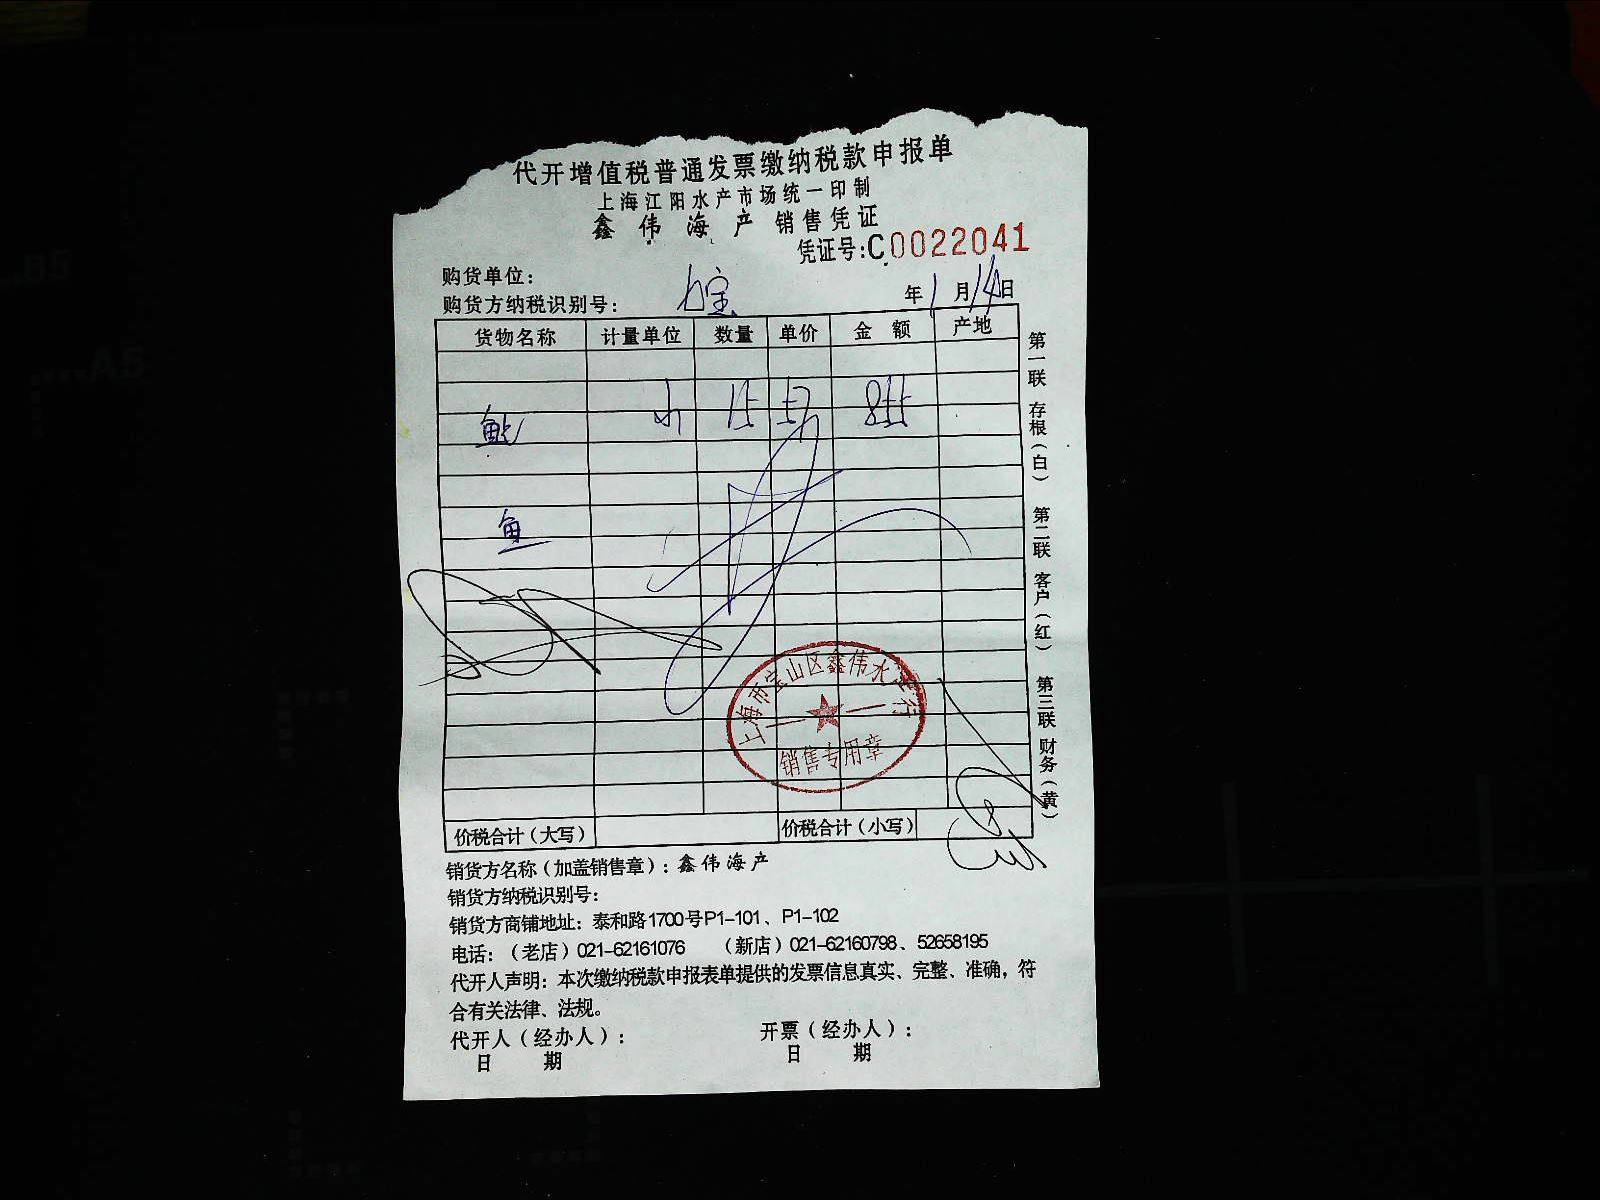 代开增值税普通发票缴纳税款申报单
上海江阳水产市场统一印制
鑫伟海产 销售凭证
凭证号:C0022041
购货单位:
购货方纳税识别号:
年1月14日
货物名称 计量单位 数量 单价 金额 产地
鱼
价税合计(大写) 价税合计(小写)
第一联 存根(白) 第二联 客户(红) 第三联 财务(黄)
上海市宝山区鑫伟水产行
销售专用章
销货方名称(加盖销售章):鑫伟海产
销货方纳税识别号:
销货方商铺地址:泰和路1700号P1-101、P1-102
电话:(老店)021-62161076 (新店)021-62160798、52658195
代开人声明:本次缴纳税款申报表单提供的发票信息真实、完整、准确,符
合有关法律、法规。
代开人(经办人): 开票(经办人):
日期 日期